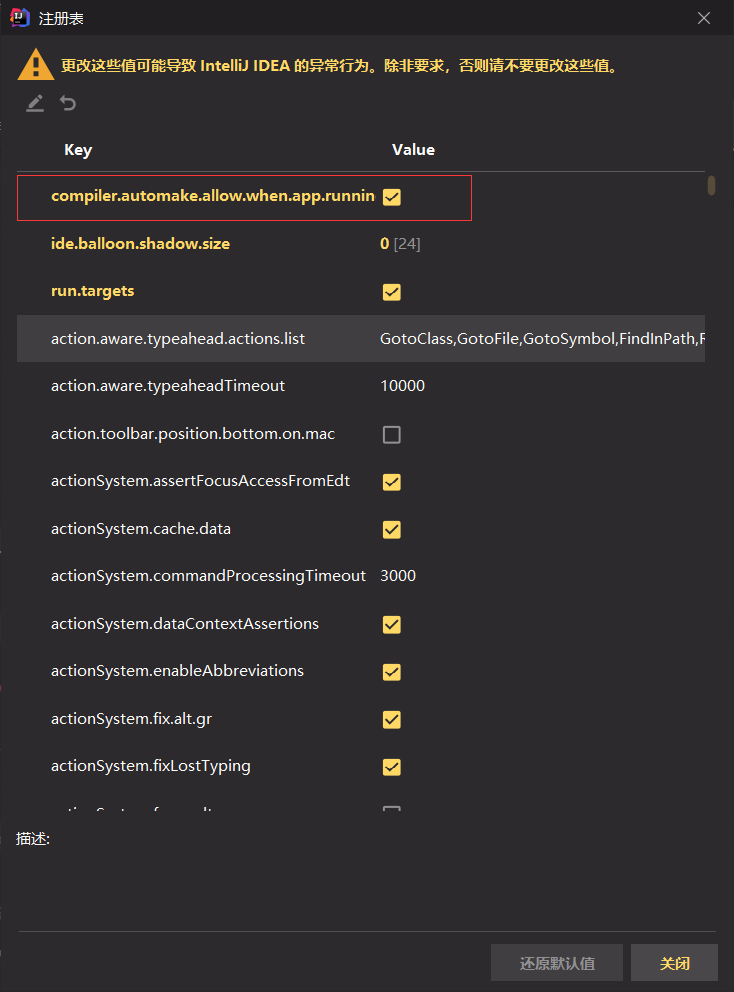 注册表
更改这些值可能导致 IntelliJ IDEA 的异常行为。除非要求，否则请不要更改这些值。
Key Value
compiler.automake.allow.when.app.runnin
ide.balloon.shadow.size 0 [24]
run.targets
action.aware.typeahead.actions.list GotoClass,GotoFile,GotoSymbol,FindInPath,
action.aware.typeaheadTimeout 10000
action.toolbar.position.bottom.on.mac
actionSystem.assertFocusAccessFromEdt
actionSystem.cache.data
actionSystem.commandProcessingTimeout 3000
actionSystem.dataContextAssertions
actionSystem.enableAbbreviations
actionSystem.fix.alt.gr
actionSystem.fixLostTyping
描述:
还原默认值 关闭